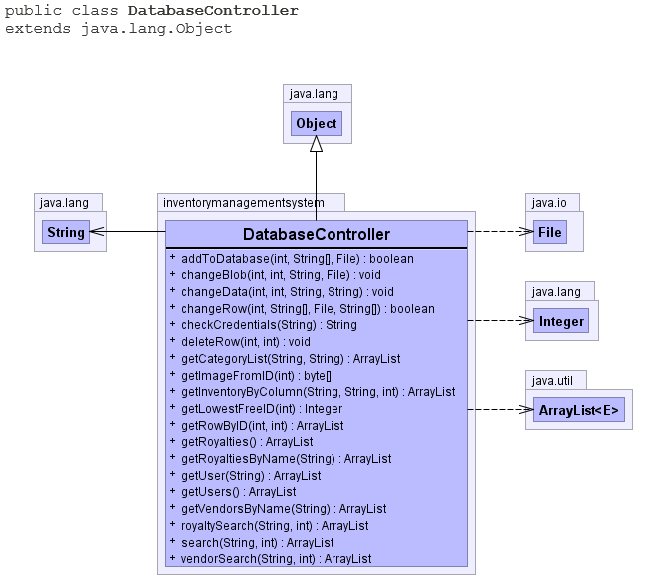 public class DatabaseController
extends java.lang.Object
java.lang
Object
java.lang
String
inventorymanagementsystem
DatabaseController
+ addToDatabase(int, String[], File) : boolean
+ changeBlob(int, int, String, File) : void
+ changeData(int, int, String, String) : void
+ changeRow(int, String[], File, String[]) : boolean
+ checkCredentials(String) : String
+ deleteRow(int, int) : void
+ getCategoryList(String, String) : ArrayList
+ getImageFromID(int) : byte[]
+ getInventoryByColumn(String, String, int) : ArrayList
+ getLowestFreeID(int) : Integer
+ getRowByID(int, int) : ArrayList
+ getRoyalties() : ArrayList
+ getRoyaltiesByName(String) : ArrayList
+ getUser(String) : ArrayList
+ getUsers() : ArrayList
+ getVendorsByName(String) : ArrayList
+ royaltySearch(String, int) : ArrayList
+ search(String, int) : ArrayList
+ vendorSearch(String, int) : ArrayList
java.io
File
java.lang
Integer
java.util
ArrayList<E>